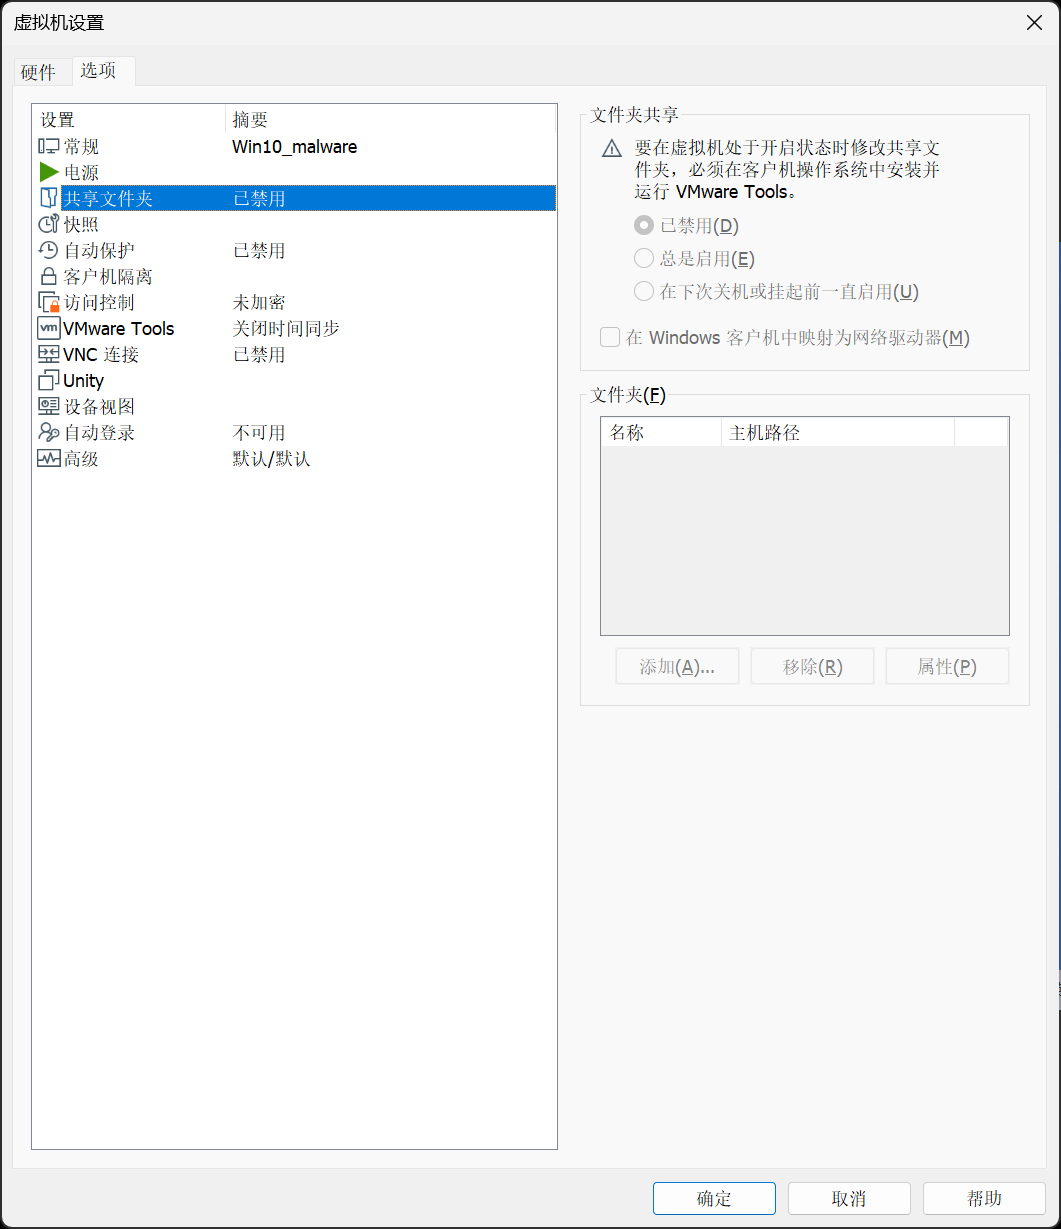 虚拟机设置
硬件 选项
设置 摘要
常规 Win10_malware
电源
共享文件夹 已禁用
快照
自动保护 已禁用
客户机隔离
访问控制 未加密
vm VMware Tools 关闭时间同步
VNC 连接 已禁用
Unity
设备视图
自动登录 不可用
高级 默认/默认
文件夹共享
要在虚拟机处于开启状态时修改共享文
件夹，必须在客户机操作系统中安装并
运行 VMware Tools。
已禁用(D)
总是启用(E)
在下次关机或挂起前一直启用(U)
在 Windows 客户机中映射为网络驱动器(M)
文件夹(F)
名称 主机路径
添加(A)... 移除(R) 属性(P)
确定 取消 帮助